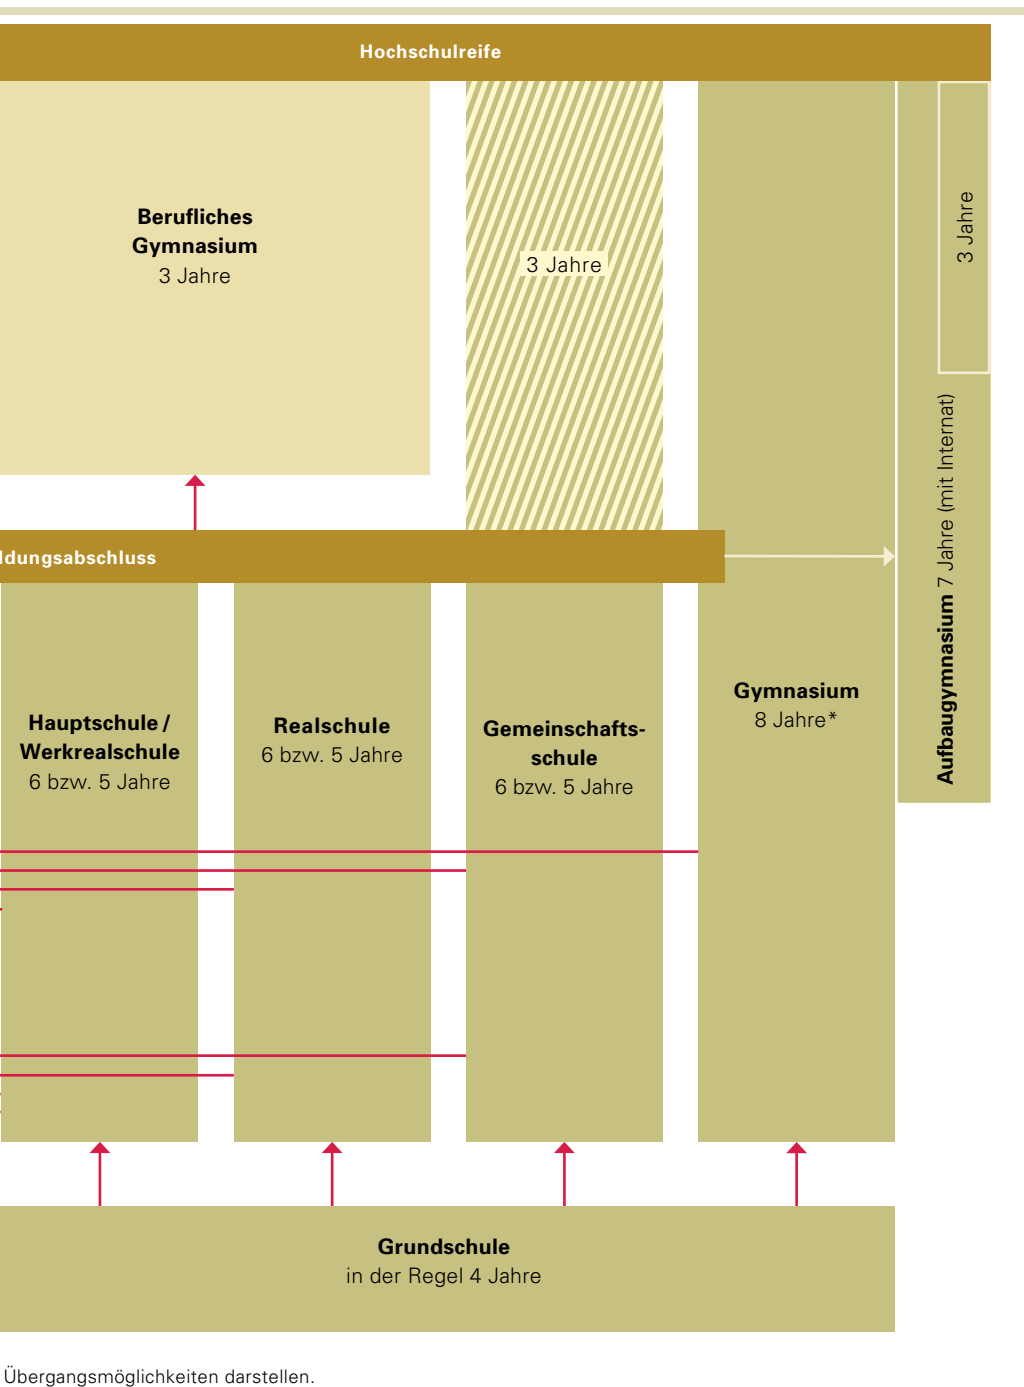 Hochschulreife
Berufliches
Gymnasium
3 Jahre
3 Jahre
3 Jahre
Aufbaugymnasium 7 Jahre (mit Internat)
ldungsabschluss
Hauptschule /
Werkrealschule
6 bzw. 5 Jahre
Realschule
6 bzw. 5 Jahre
Gemeinschafts-
schule
6 bzw. 5 Jahre
Gymnasium
8 Jahre*
Grundschule
in der Regel 4 Jahre
Übergangsmöglichkeiten darstellen.